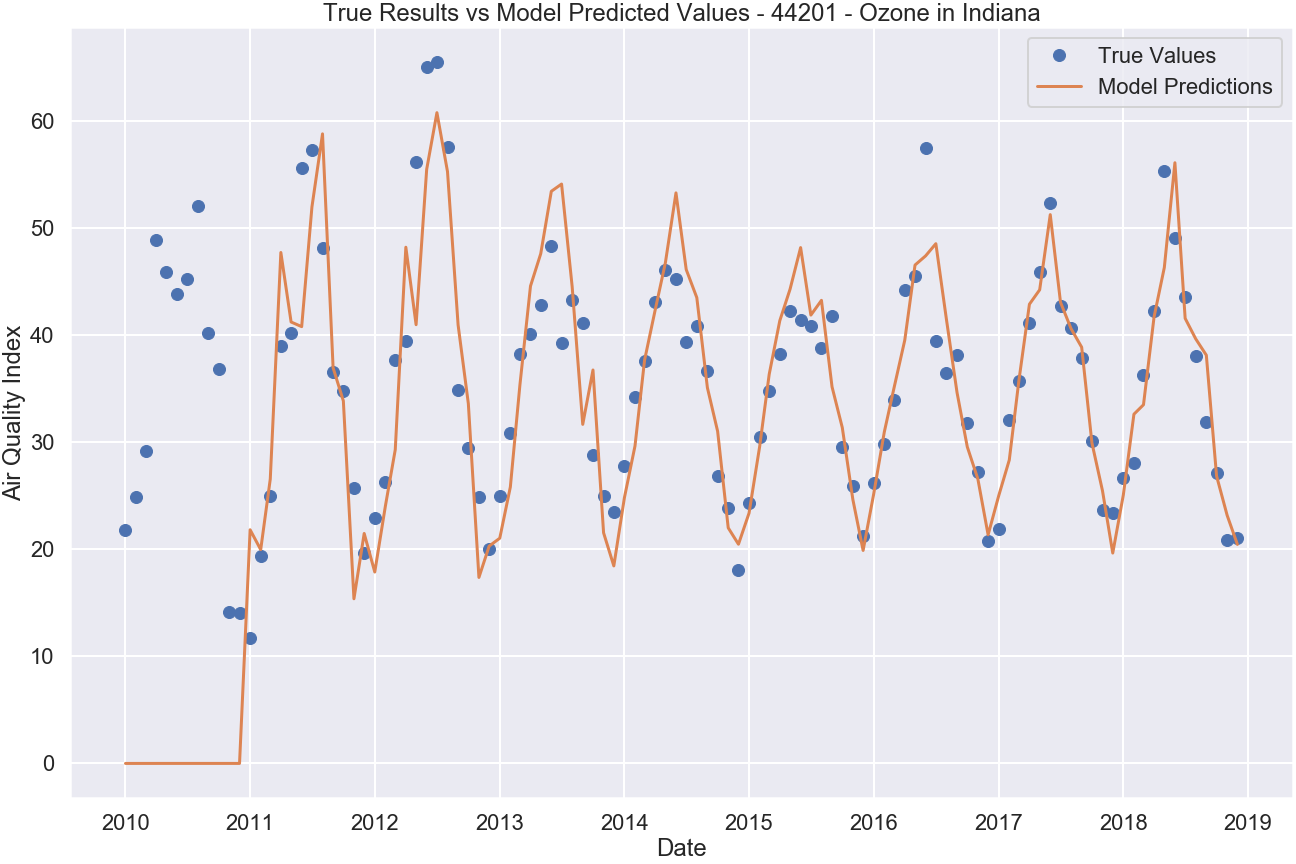 True Results vs Model Predicted Values - 44201 - Ozone in Indiana
True Values
Model Predictions
Air Quality Index
60
50
40
30
20
10
0
2010 2011 2012 2013 2014 2015 2016 2017 2018 2019
Date